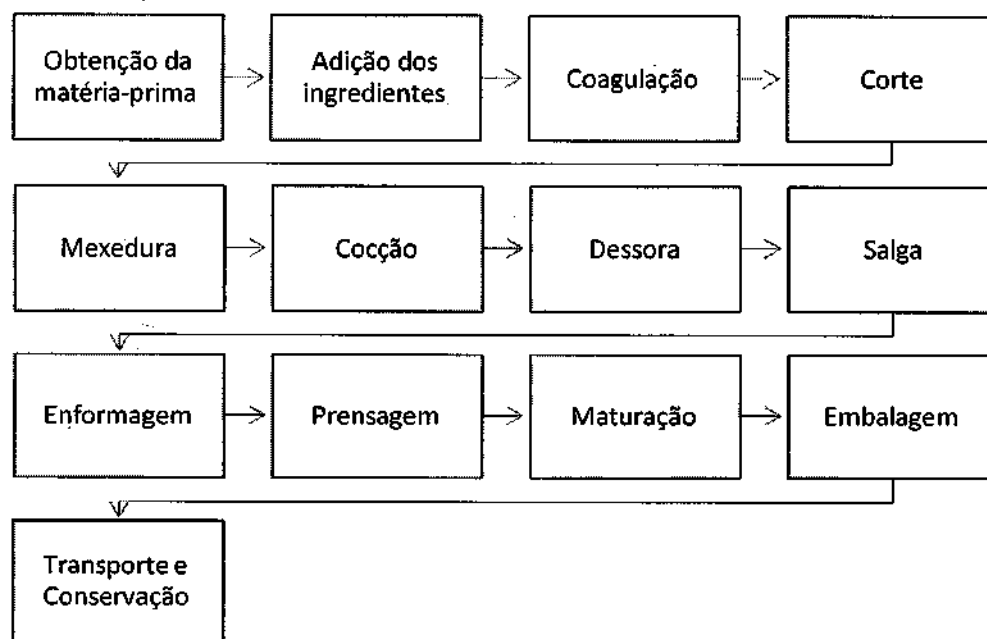 Obtenção da
matéria-prima
Adição dos
ingredientes
Coagulação
Corte
Mexedura
Cocção
Dessora
Salga
Enformagem
Prensagem
Maturação
Embalagem
Transporte e
Conservação